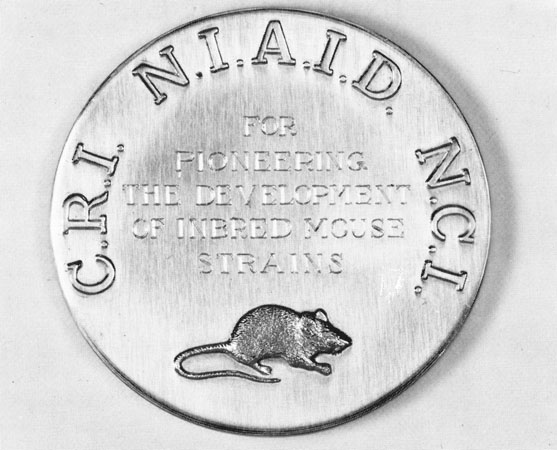 C.R.I. N.I.A.I.D. N.C.I.
FOR
PIONEERING
THE DEVELOPMENT
OF INBRED MOUSE
STRAINS